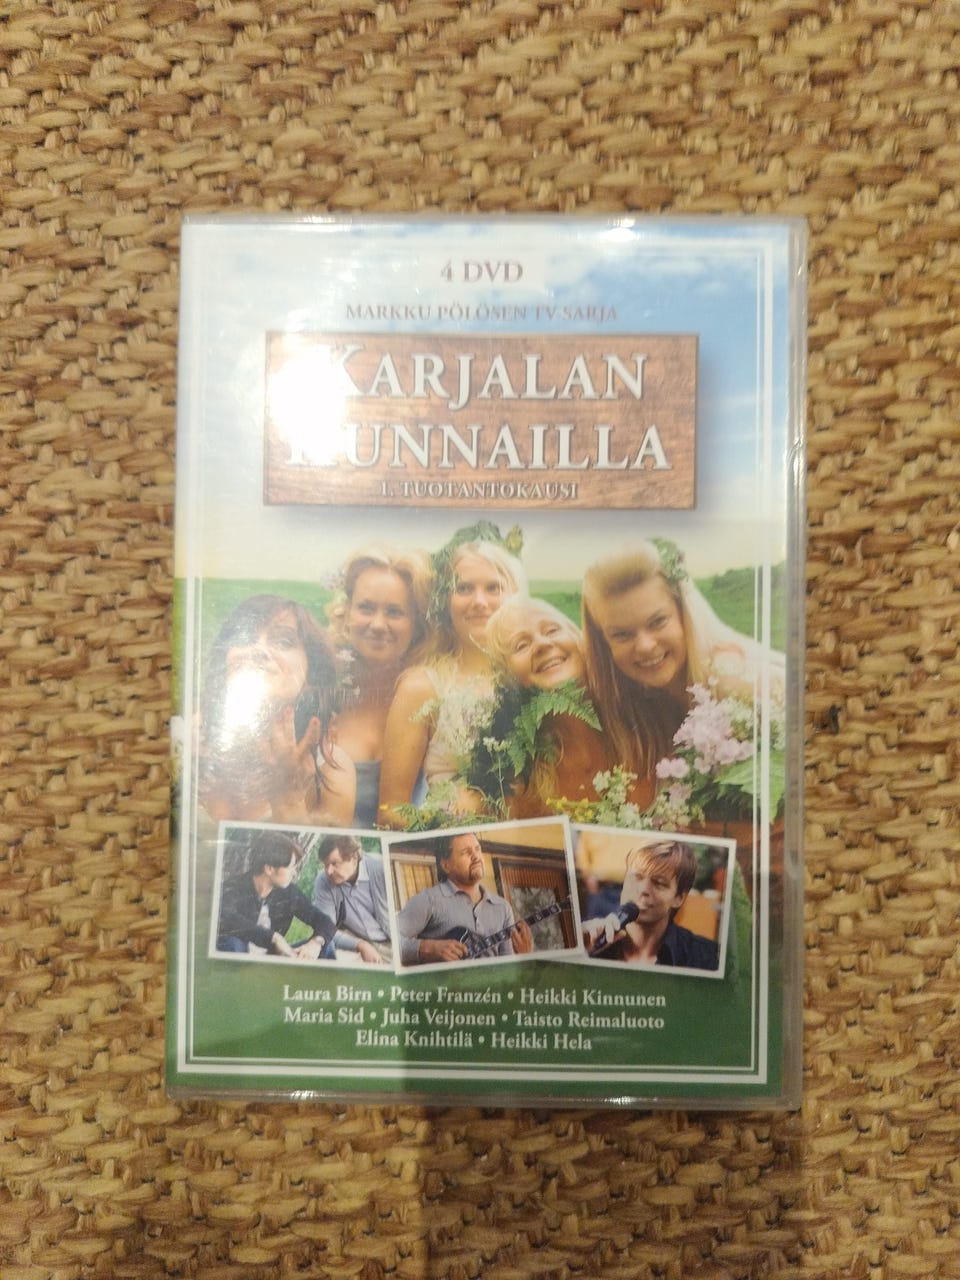 4 DVD
MARKKU PÖLÖSEN TV SARJA
KARJALAN
KUNNAILLA
1. TUOTANTOKAUSI
Laura Birn • Peter Franzén • Heikki Kinnunen
Maria Sid • Juha Veijonen • Taisto Reimaluoto
Elina Knihtilä • Heikki Hela